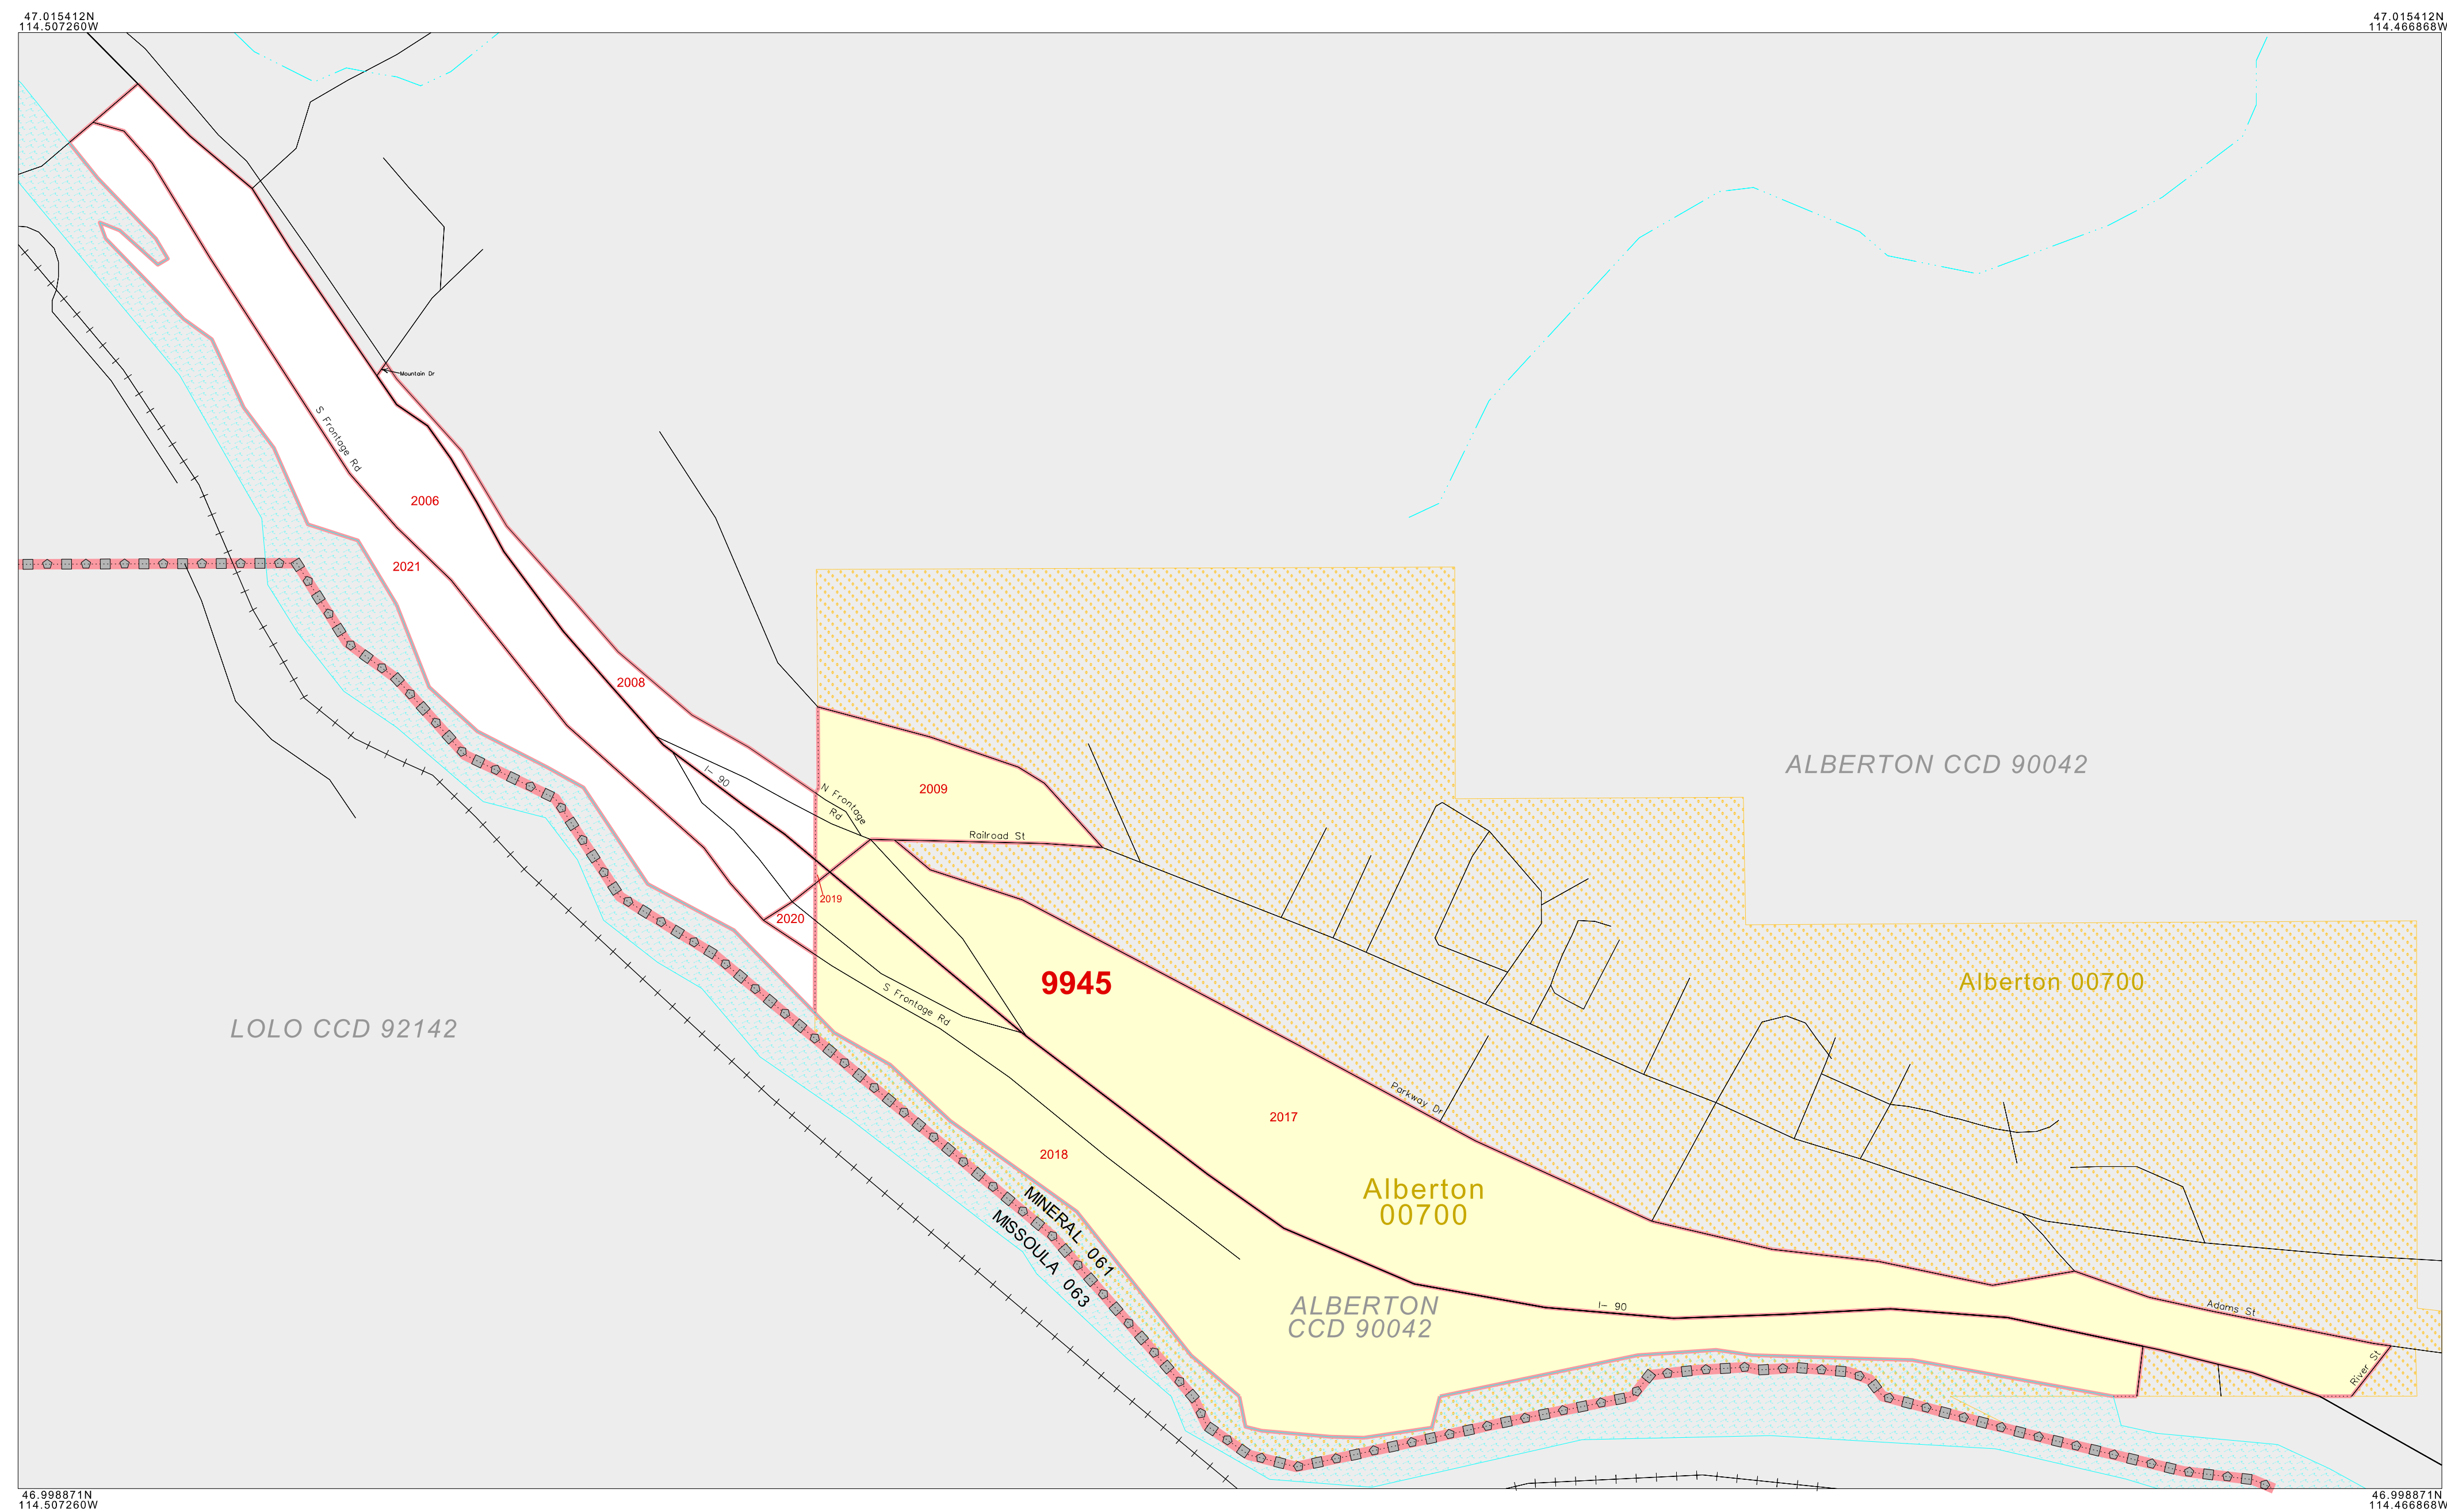 47.015412N
114.507260W
47.015412N
114.466868W
Mountain Dr
S Frontage Rd
2006
2021
2008
I- 90
N Frontage
Rd
2009
Railroad St
ALBERTON CCD 90042
2019
2020
9945
Alberton 00700
S Frontage Rd
LOLO CCD 92142
Parkway Dr
2017
2018
Alberton
00700
MINERAL 061
MISSOULA 063
ALBERTON
CCD 90042
I- 90
Adams St
River St
46.998871N
114.507260W
46.998871N
114.466868W